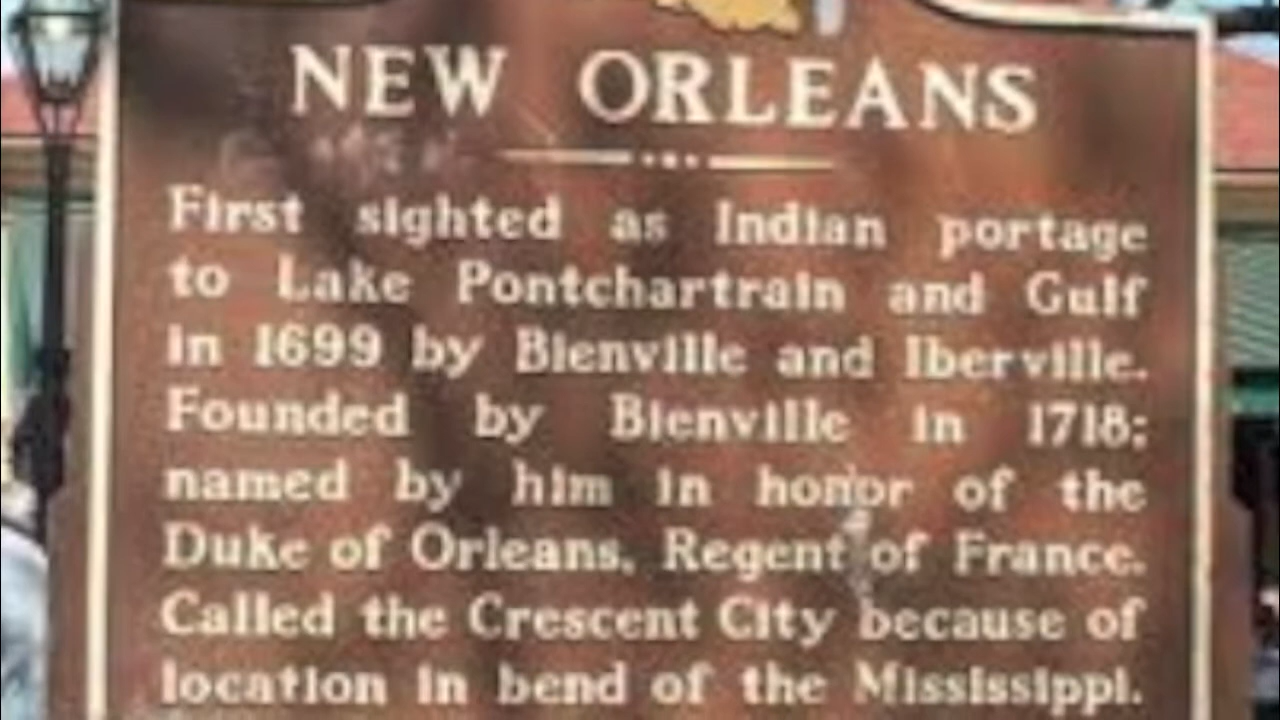 NEW ORLEANS
First sighted as Indian portage
to Lake Pontchartrain and Gulf
in 1699 by Bienville and Iberville.
Founded by Bienville in 1718;
named by him in honor of the
Duke of Orleans, Regent of France.
Called the Crescent City because of
location in bend of the Mississippi.